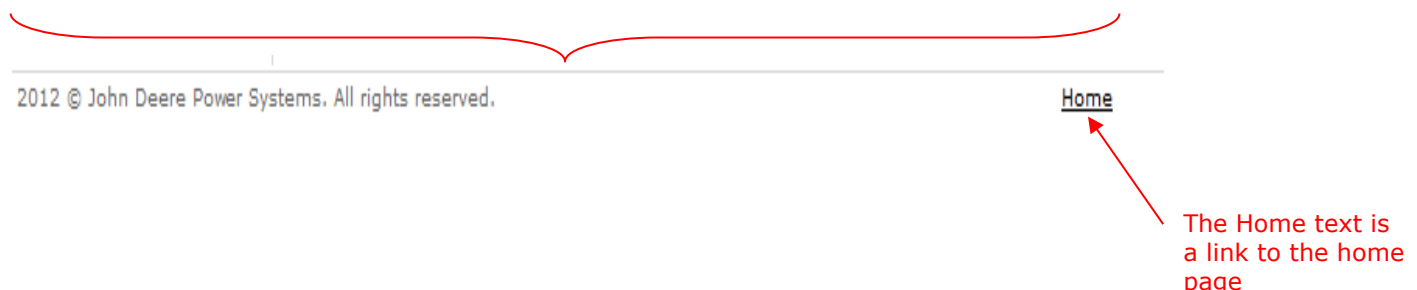 2012 © John Deere Power Systems. All rights reserved.
Home
The Home text is
a link to the home
page